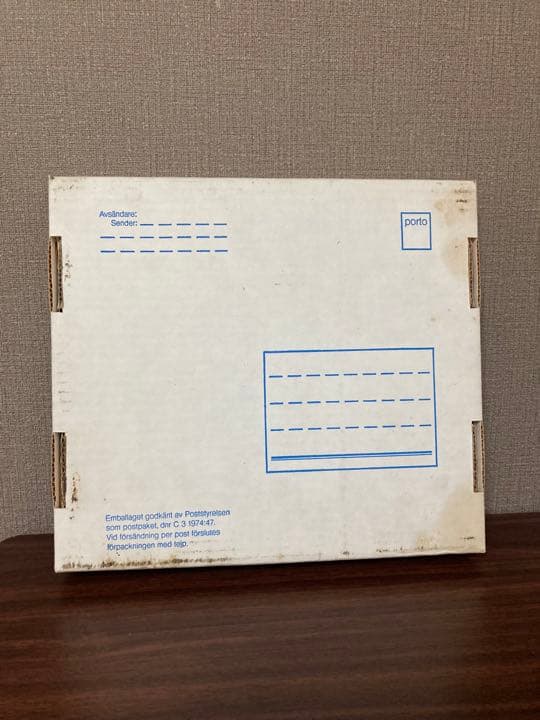 Avsändare:
Sender:
porto
Emballaget godkänt av Poststyrelsen
som postpaket, dnr C 3 1974:47.
Vid försändning per post förslutes
förpackningen med tejp.